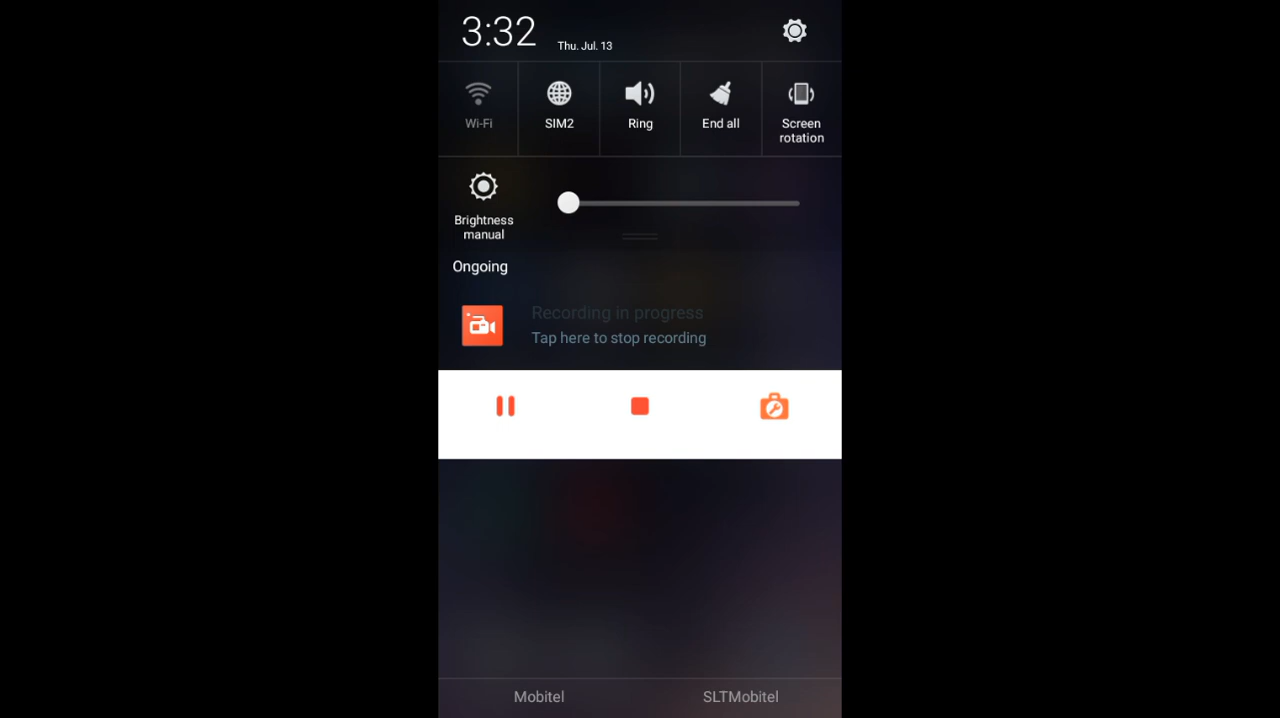 3:32
Thu. Jul. 13
Wi-Fi
SIM2
Ring
End all
Screen
rotation
Brightness
manual
Ongoing
Recording in progress
Tap here to stop recording
Mobitel
SLTMobitel